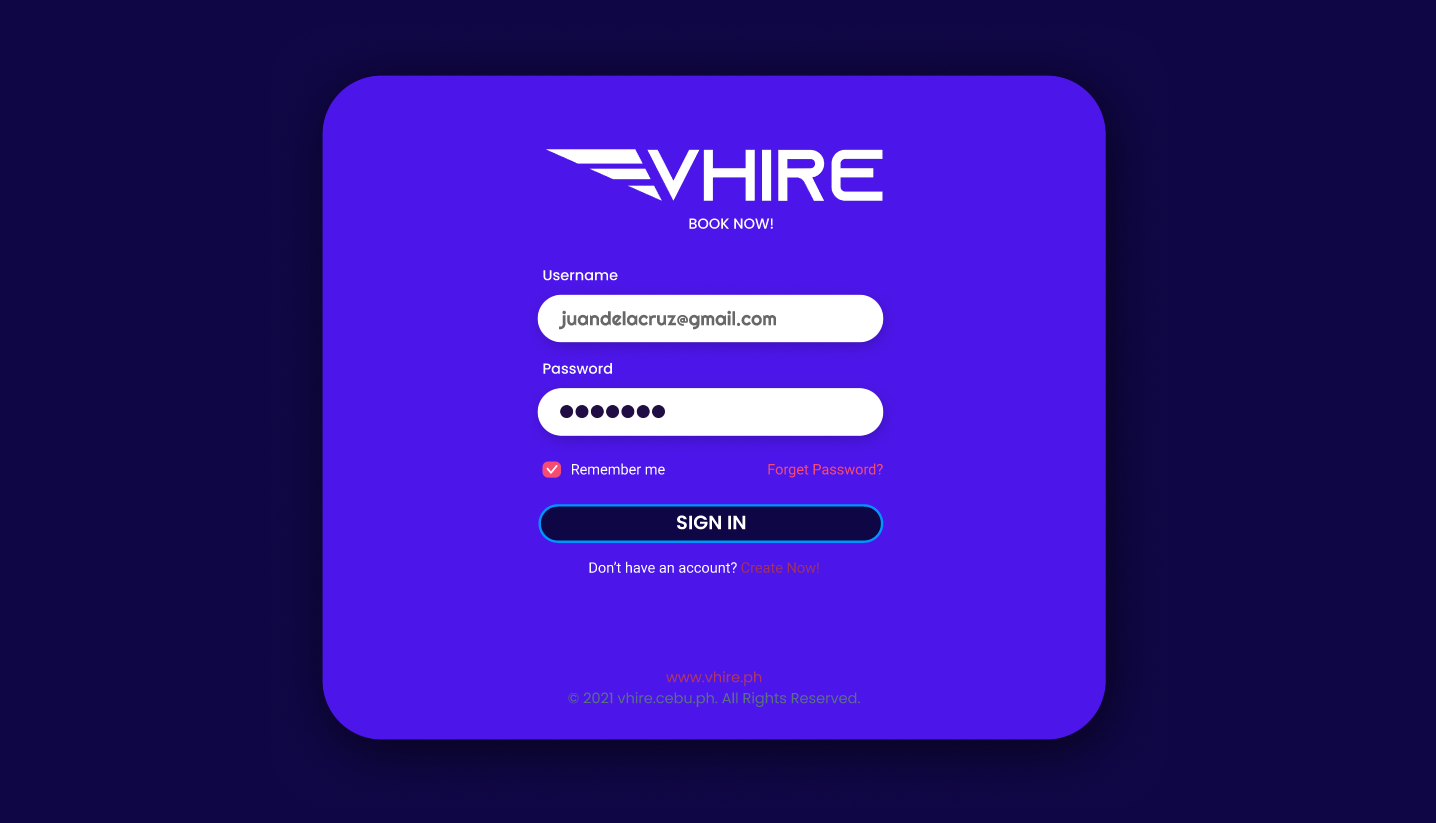 VHIRE
BOOK NOW!
Username
juandelacruz@gmail.com
Password
Remember me Forget Password?
SIGN IN
Don't have an account? Create Now!
www.vhire.ph
© 2021 vhire.cebu.ph. All Rights Reserved.